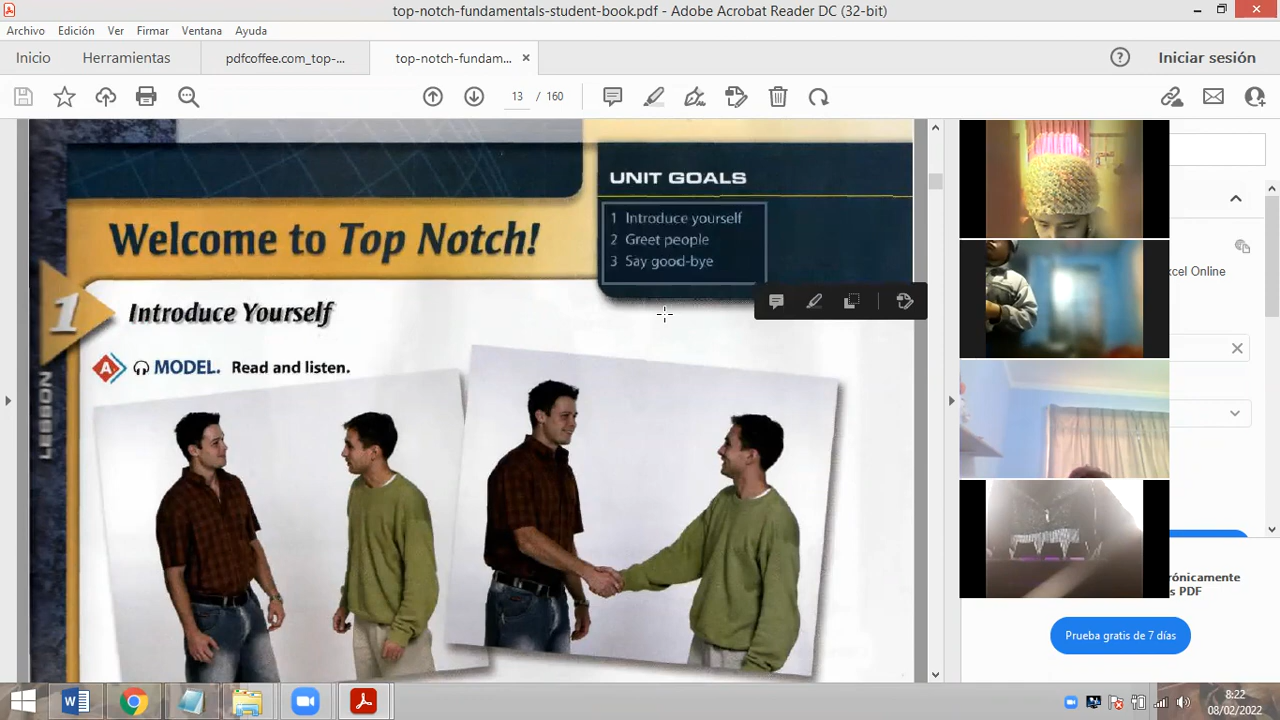 top-notch-fundamentals-student-book.pdf - Adobe Acrobat Reader DC (32-bit)
Archivo Edición Ver Firmar Ventana Ayuda
Inicio Herramientas pdfcoffee.com_top-... top-notch-fundam... × Iniciar sesión
13 / 160
UNIT GOALS
1 Introduce yourself
2 Greet people
3 Say good-bye
Welcome to Top Notch!
LESSON
1
Introduce Yourself
A MODEL. Read and listen.
xcel Online
rónicamente
s PDF
Prueba gratis de 7 días
8:22
08/02/2022